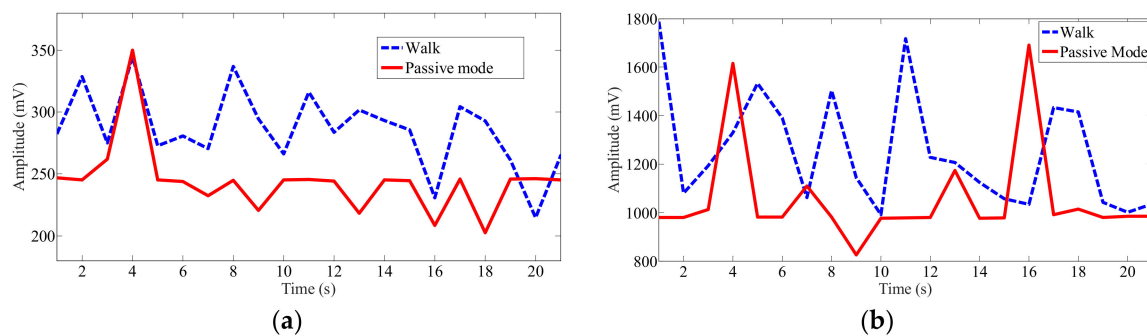 Amplitude (mV)
350
300
250
200
Walk
Passive mode
2 4 6 8 10 12 14 16 18 20
Time (s)
(a)
Amplitude (mV)
1800
1600
1400
1200
1000
800
Walk
Passive Mode
2 4 6 8 10 12 14 16 18 20
Time (s)
(b)